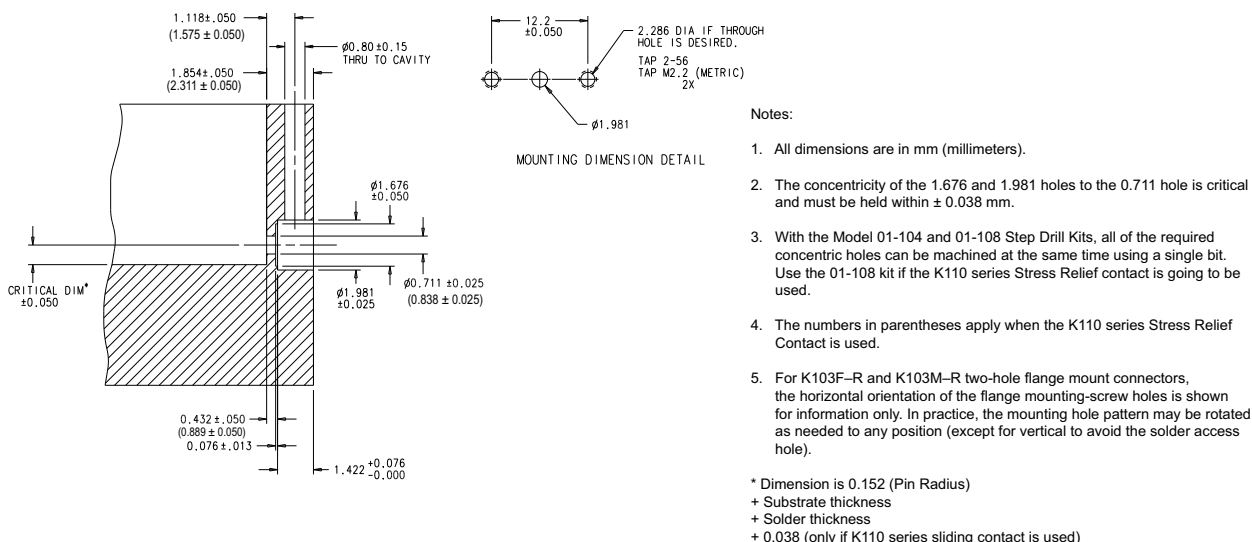 1.118±.050
(1.575 ± 0.050)
Ø0.80±0.15
THRU TO CAVITY
1.854±.050
(2.311 ± 0.050)
12.2
±0.050
2.286 DIA IF THROUGH
HOLE IS DESIRED.
TAP 2-56
TAP M2.2 (METRIC)
2X
Ø1.981
MOUNTING DIMENSION DETAIL
Ø1.676
±0.050
CRITICAL DIM*
±0.050
Ø1.981
±0.025
Ø0.711 ±0.025
(0.838 ± 0.025)
0.432±.050
(0.889 ± 0.050)
0.076±.013
1.422 +0.076
-0.000
Notes:
1. All dimensions are in mm (millimeters).
2. The concentricity of the 1.676 and 1.981 holes to the 0.711 hole is critical
and must be held within ± 0.038 mm.
3. With the Model 01-104 and 01-108 Step Drill Kits, all of the required
concentric holes can be machined at the same time using a single bit.
Use the 01-108 kit if the K110 series Stress Relief contact is going to be
used.
4. The numbers in parentheses apply when the K110 series Stress Relief
Contact is used.
5. For K103F–R and K103M–R two-hole flange mount connectors,
the horizontal orientation of the flange mounting-screw holes is shown
for information only. In practice, the mounting hole pattern may be rotated
as needed to any position (except for vertical to avoid the solder access
hole).
* Dimension is 0.152 (Pin Radius)
+ Substrate thickness
+ Solder thickness
+ 0.038 (only if K110 series sliding contact is used)